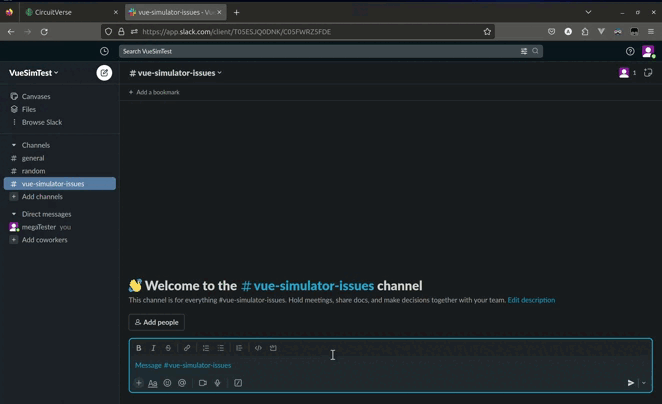 CircuitVerse
vue-simulator-issues - Vu
https://app.slack.com/client/T05ESJQ0DNK/C05FWRZ5FDE
Search VueSimTest
VueSimTest
# vue-simulator-issues
1
+ Add a bookmark
Canvases
Files
Browse Slack
Channels
# general
# random
# vue-simulator-issues
+ Add channels
Direct messages
megaTester you
+ Add coworkers
Welcome to the # vue-simulator-issues channel
This channel is for everything #vue-simulator-issues. Hold meetings, share docs, and make decisions together with your team. Edit description
Add people
B I S
Message #vue-simulator-issues
+ Aa @